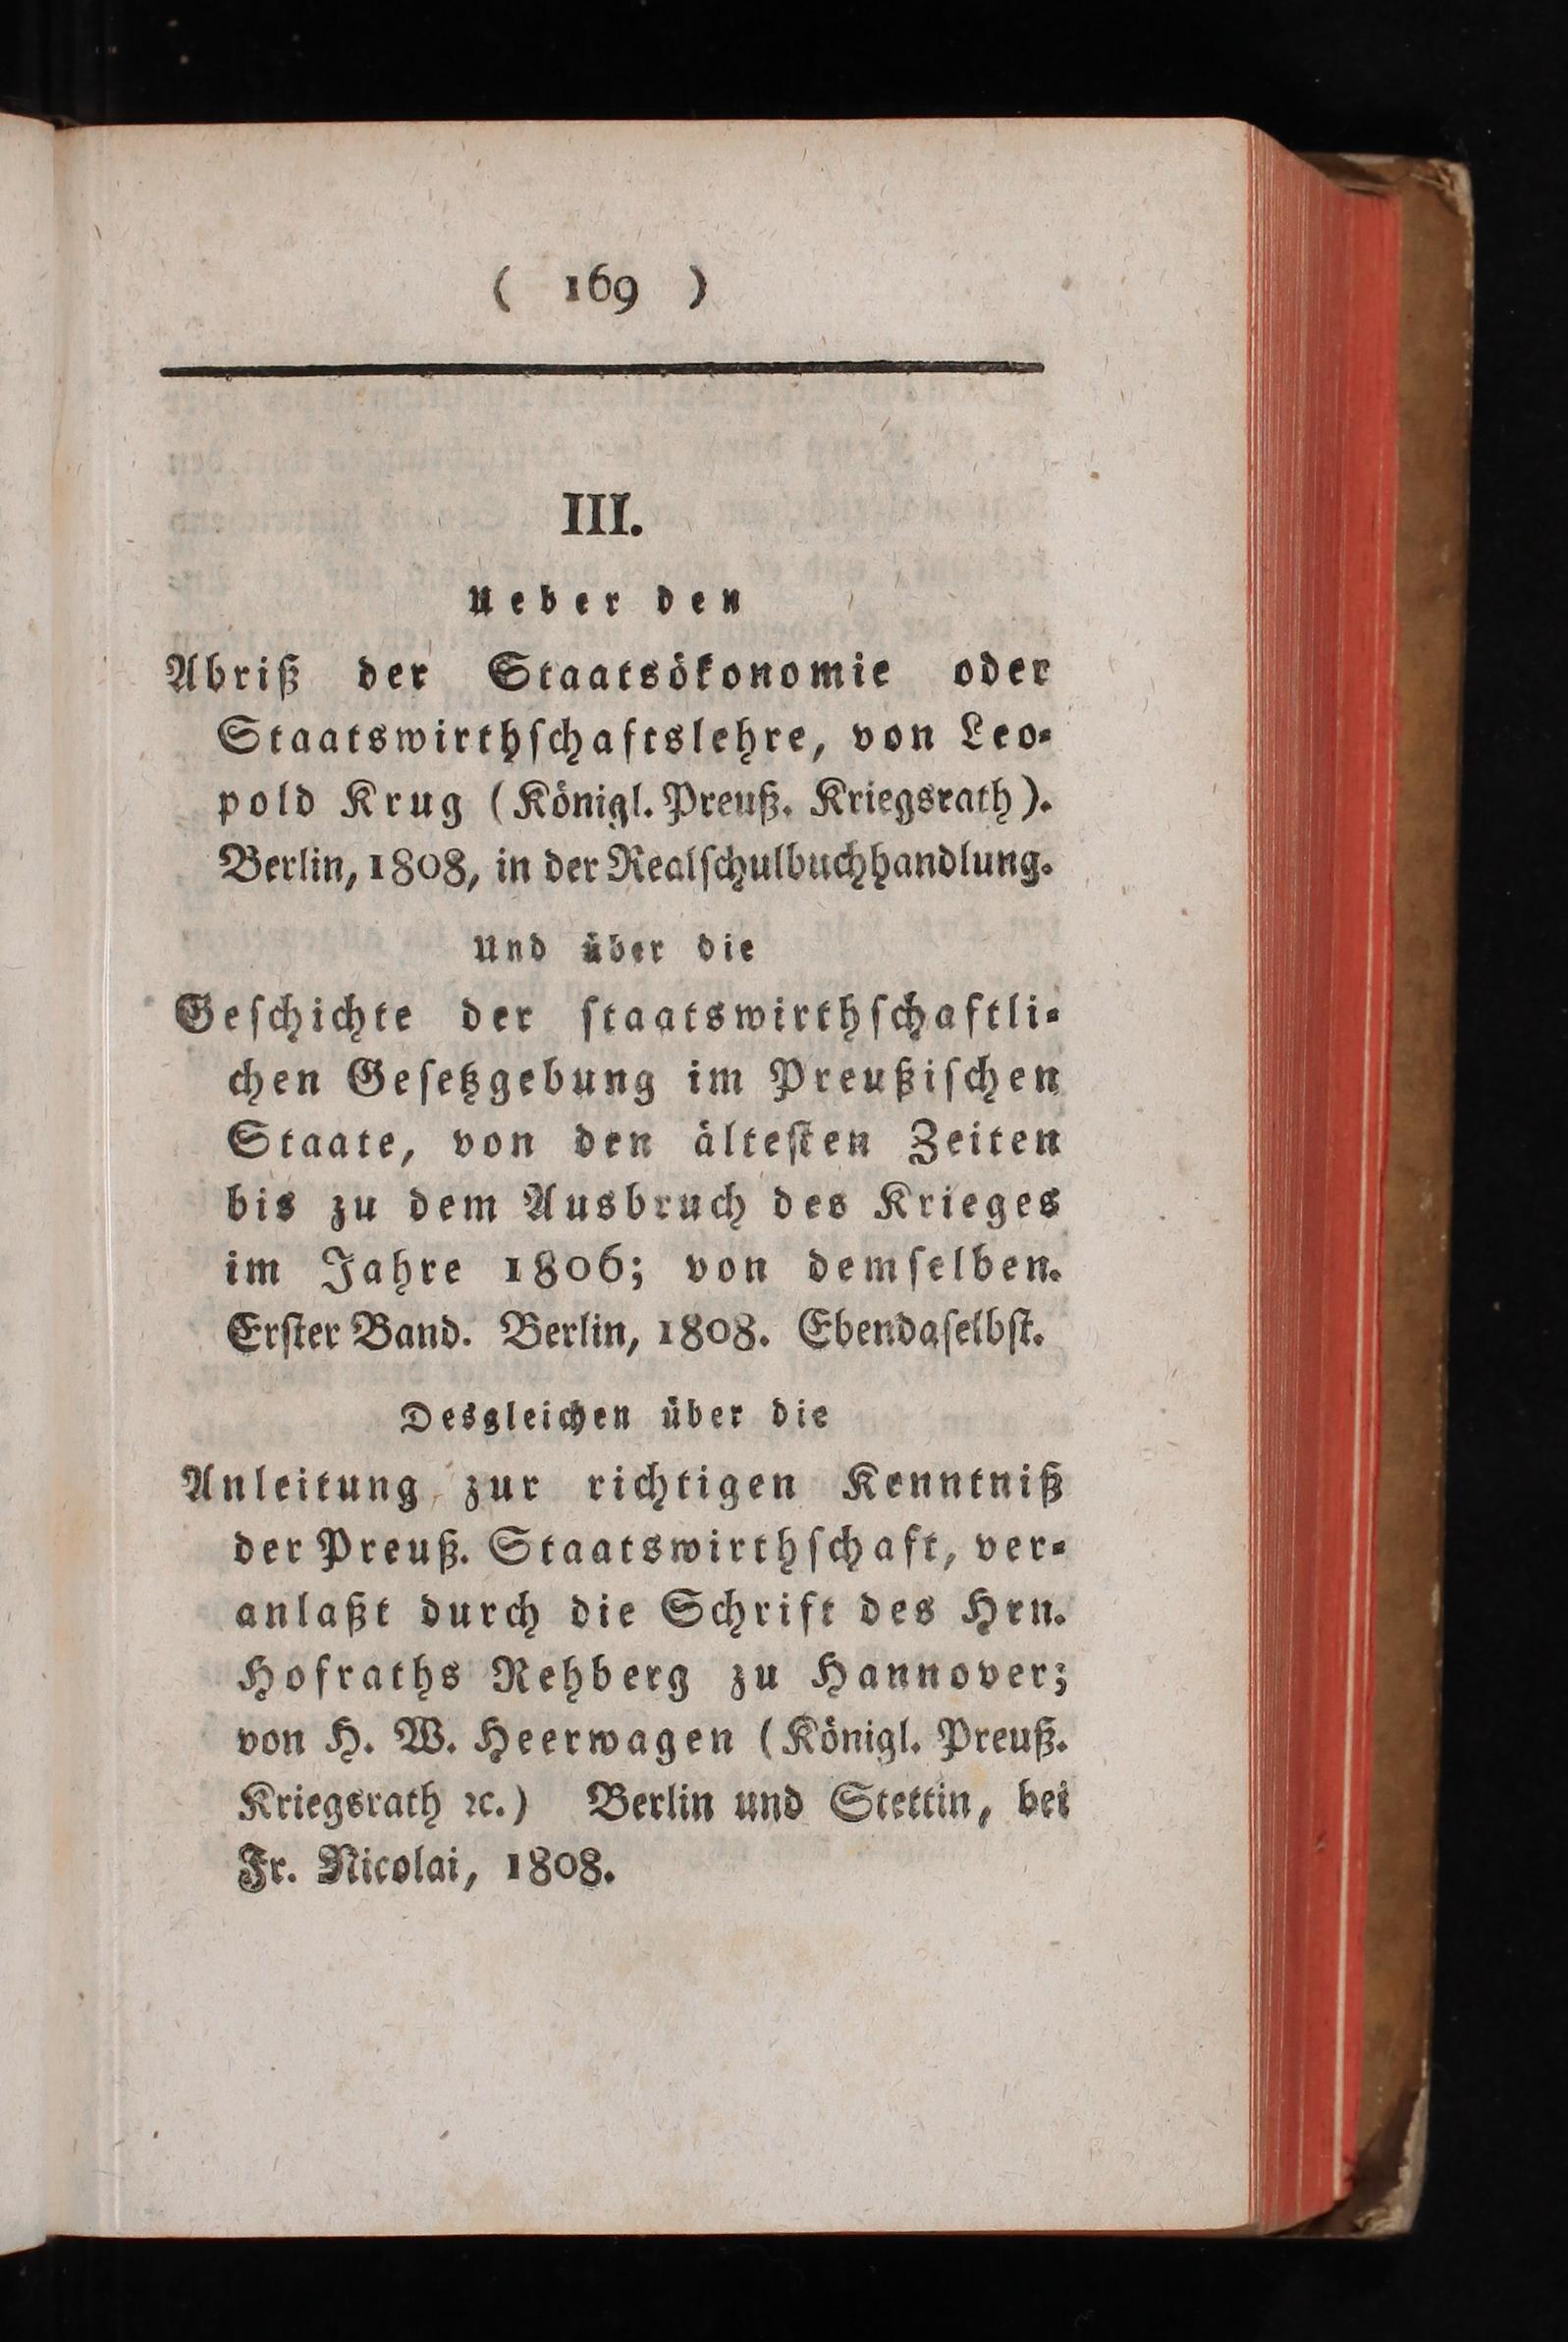 ( 169 )
III.
Ueber den
Abriß der Staatsökonomie oder
Staatswirthſchaftslehre, von Leo⸗
pold Krug (Königl. Preuß. Kriegsrath).
Berlin, 1808, in der Realſchulbuchhandlung.
Und über die
Geſchichte der ſtaatswirthſchaftli⸗
chen Geſetzgebung im Preußiſchen
Staate, von den älteſten Zeiten
bis zu dem Ausbruch des Krieges
im Jahre 1806; von demſelben.
Erſter Band. Berlin, 1808. Ebendaſelbſt.
Desgleichen über die
Anleitung zur richtigen Kenntniß
der Preuß. Staatswirthſchaft, ver⸗
anlaßt durch die Schrift des Hrn.
Hofraths Rehberg zu Hannover;
von H. W. Heerwagen (Königl. Preuß.
Kriegsrath ꝛc.) Berlin und Stettin, bei
Fr. Nicolai, 1808.